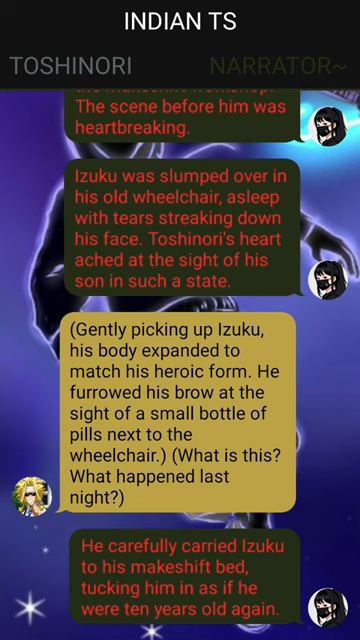 INDIAN TS
TOSHINORI
NARRATOR~
The scene before him was
heartbreaking.
Izuku was slumped over in
his old wheelchair, asleep
with tears streaking down
his face. Toshinori's heart
ached at the sight of his
son in such a state.
(Gently picking up Izuku,
his body expanded to
match his heroic form. He
furrowed his brow at the
sight of a small bottle of
pills next to the
wheelchair.) (What is this?
What happened last
night?)
He carefully carried Izuku
to his makeshift bed,
tucking him in as if he
were ten years old again.